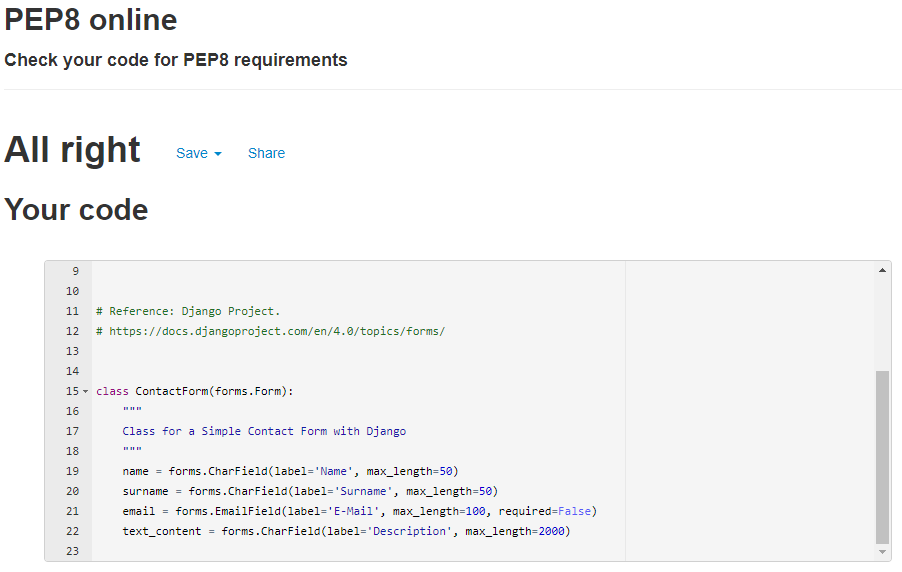 PEP8 online
Check your code for PEP8 requirements
All right Save Share
Your code
9
10
11 # Reference: Django Project.
12 # https://docs.djangoproject.com/en/4.0/topics/forms/
13
14
15 class ContactForm(forms.Form):
16     """
17     Class for a Simple Contact Form with Django
18     """
19     name = forms.CharField(label='Name', max_length=50)
20     surname = forms.CharField(label='Surname', max_length=50)
21     email = forms.EmailField(label='E-Mail', max_length=100, required=False)
22     text_content = forms.CharField(label='Description', max_length=2000)
23